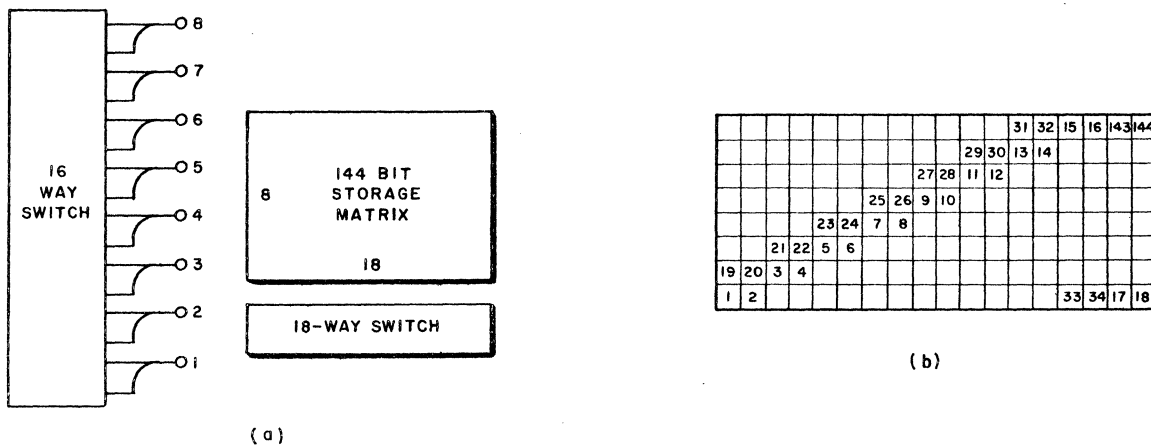 16
WAY
SWITCH
8
7
6
5
4
3
2
1
144 BIT
STORAGE
MATRIX
8
18
18-WAY SWITCH
(a)
31 32 15 16 143 144
29 30 13 14
27 28 11 12
25 26 9 10
23 24 7 8
21 22 5 6
19 20 3 4
1 2 33 34 17 18
(b)